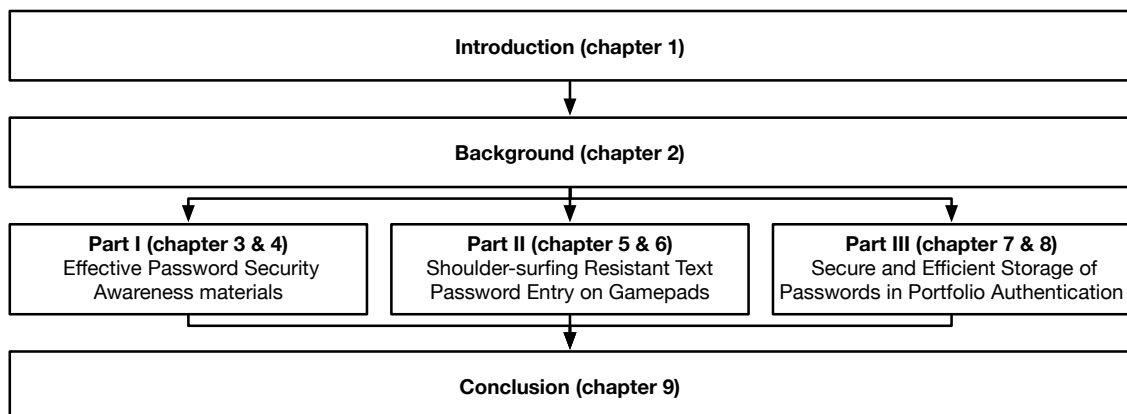 Introduction (chapter 1)
Background (chapter 2)
Part I (chapter 3 & 4)
Effective Password Security
Awareness materials
Part II (chapter 5 & 6)
Shoulder-surfing Resistant Text
Password Entry on Gamepads
Part III (chapter 7 & 8)
Secure and Efficient Storage of
Passwords in Portfolio Authentication
Conclusion (chapter 9)